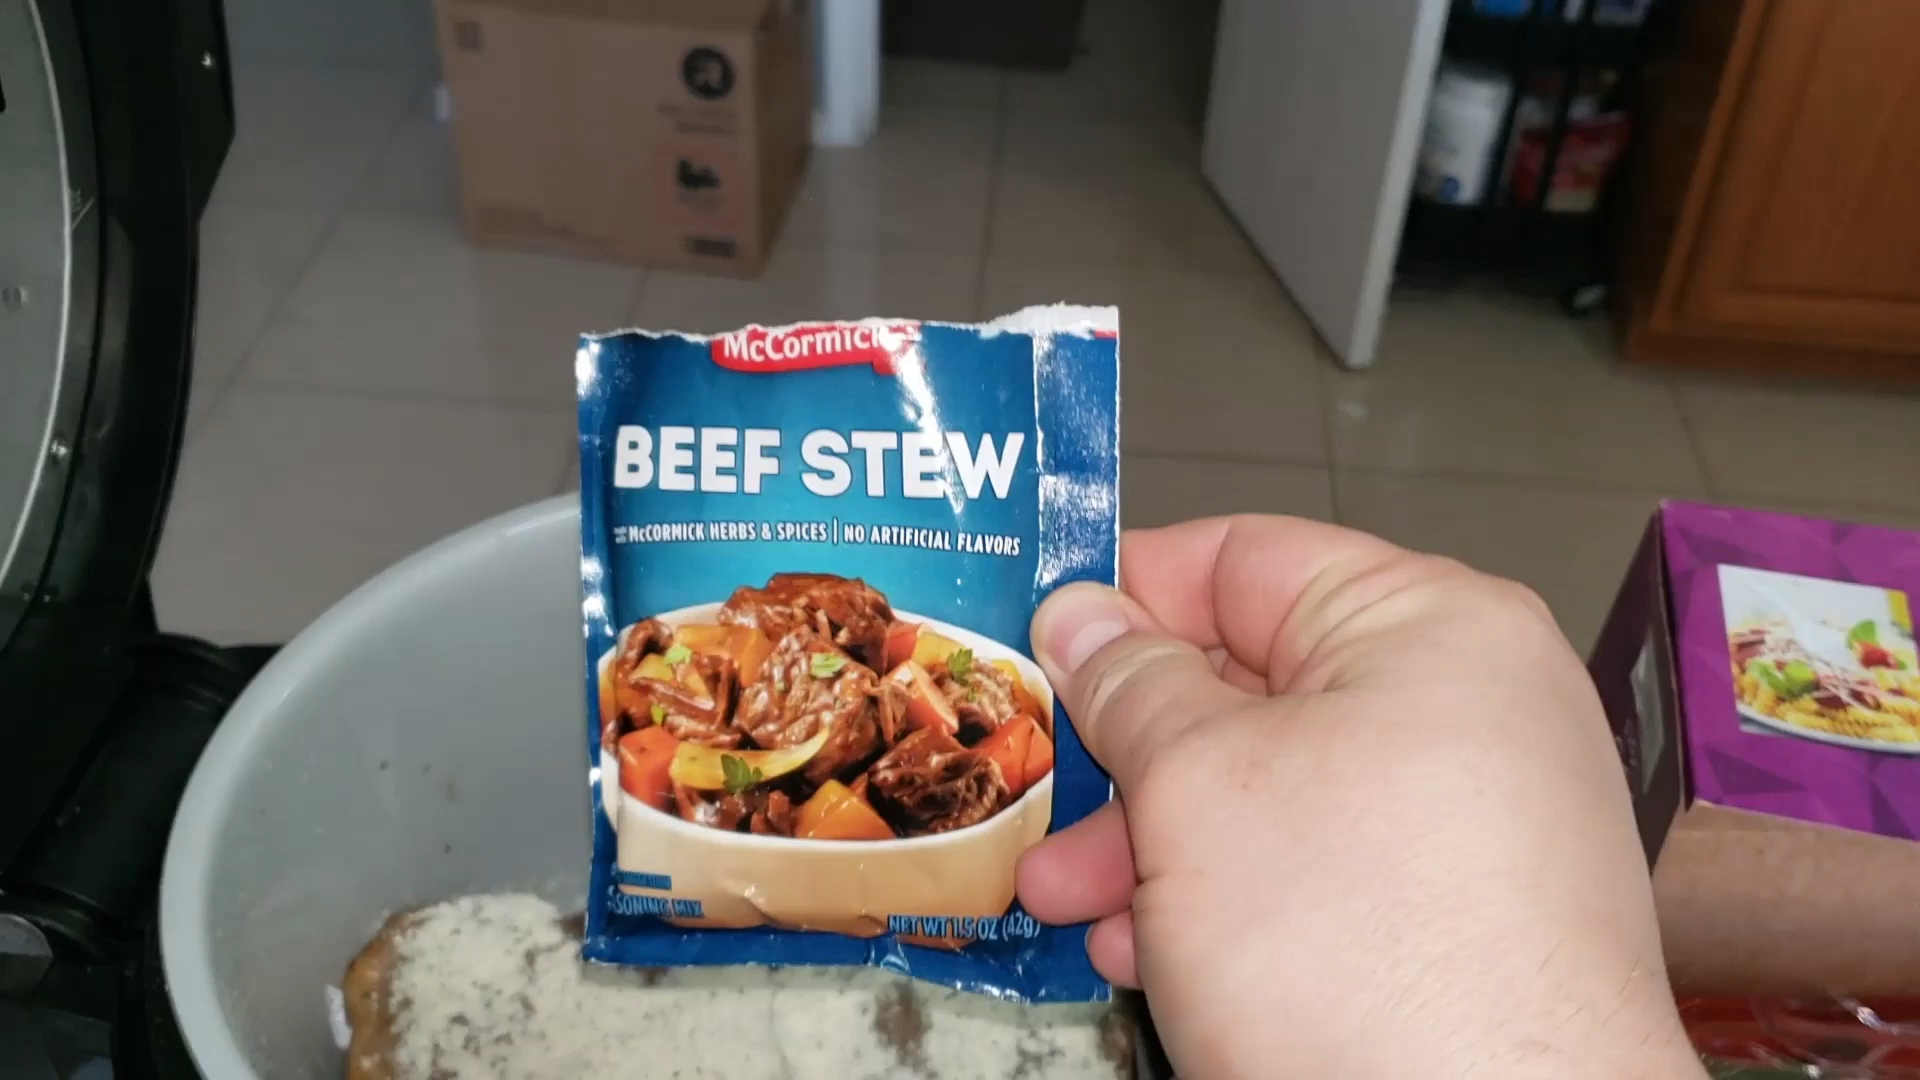 McCormick
BEEF STEW
McCORMICK HERBS & SPICES | NO ARTIFICIAL FLAVORS
SONING MIX
NET WT 1.5 OZ (42g)